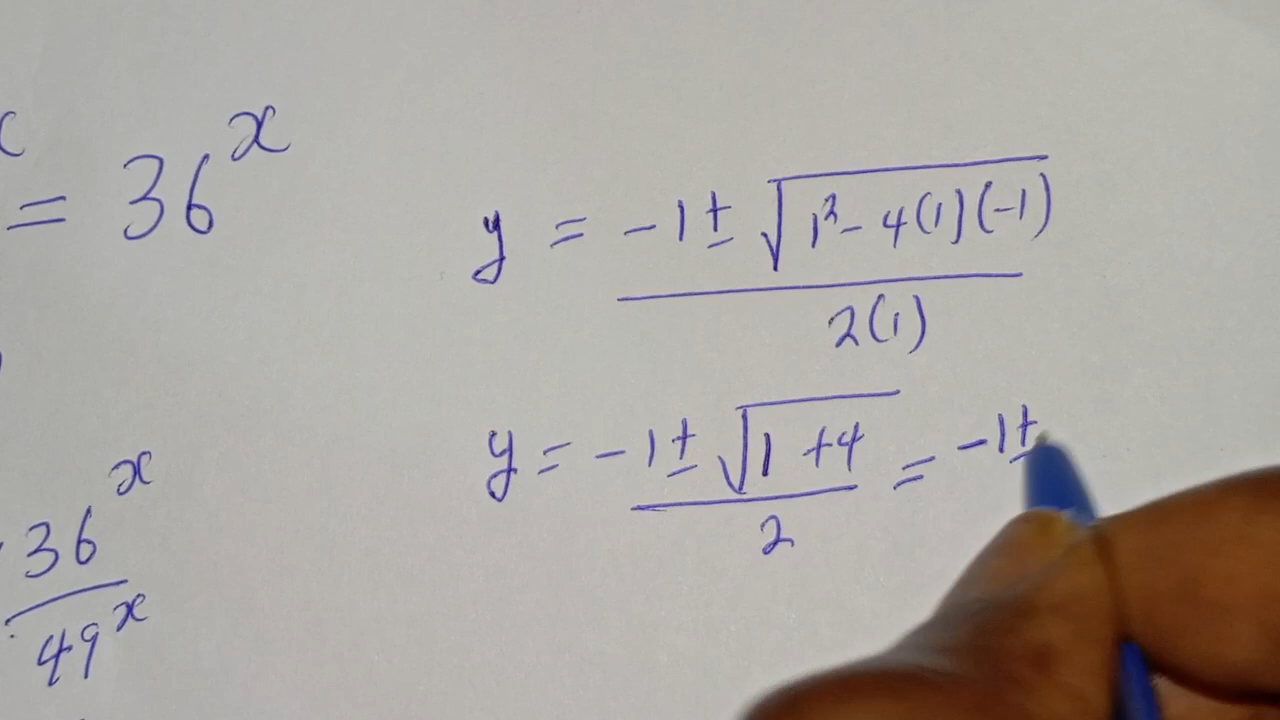 = 36^x
36^x / 49^x
y = (-1 ± √(1² - 4(1)(-1))) / 2(1)
y = (-1 ± √(1 + 4)) / 2 = -1 ±